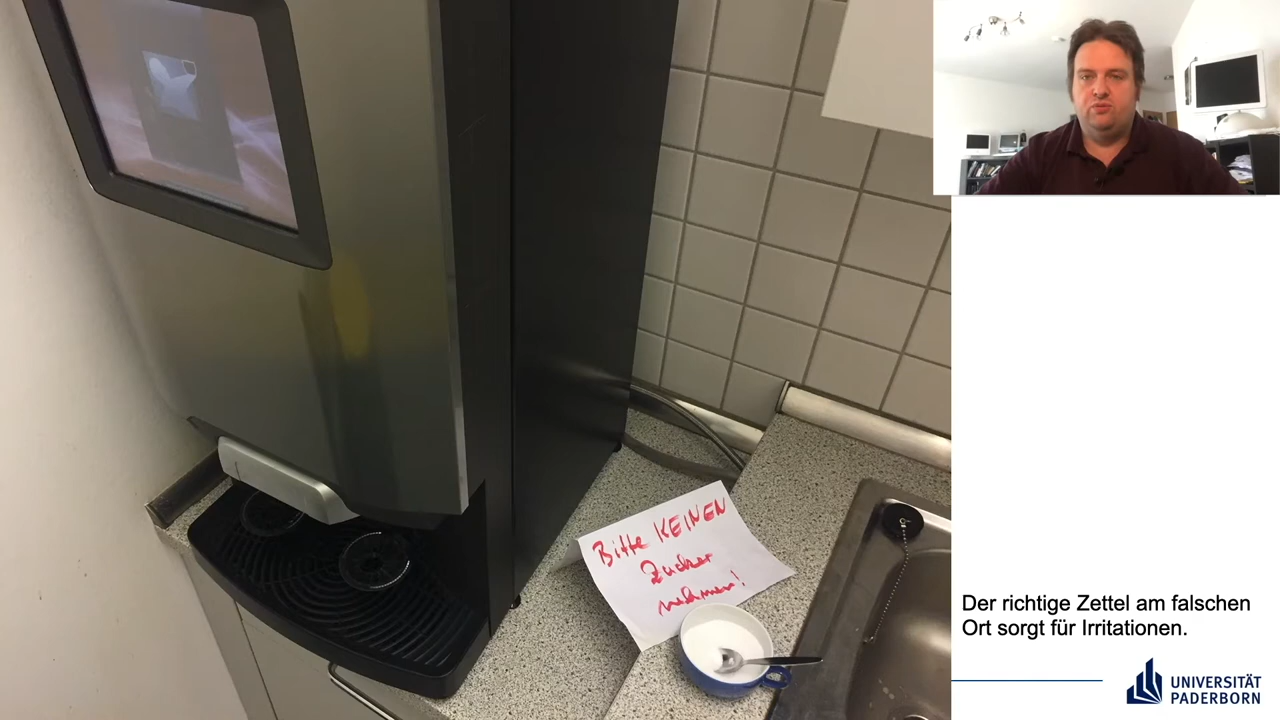 Bitte KEINEN
Zucker
nehmen!
Der richtige Zettel am falschen
Ort sorgt für Irritationen.
UNIVERSITÄT
PADERBORN